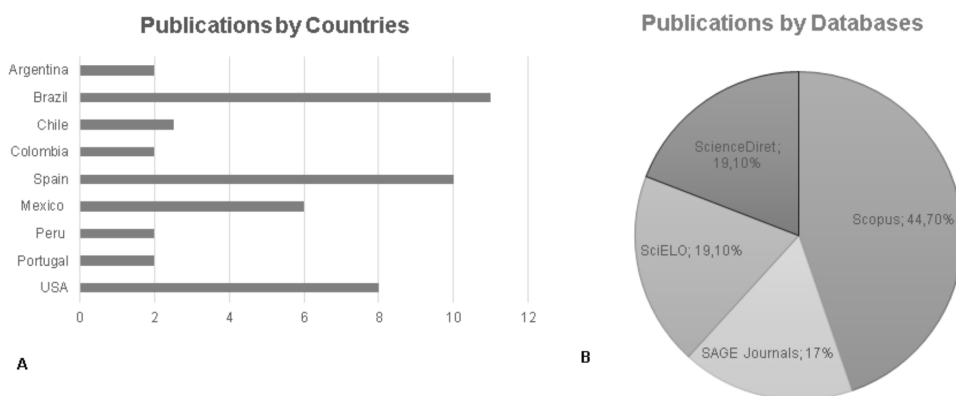 Publications by Countries
Argentina
Brazil
Chile
Colombia
Spain
Mexico
Peru
Portugal
USA
0 2 4 6 8 10 12
A
Publications by Databases
ScienceDiret;
19,10%
Scopus; 44,70%
SciELO; 19,10%
SAGE Journals; 17%
B